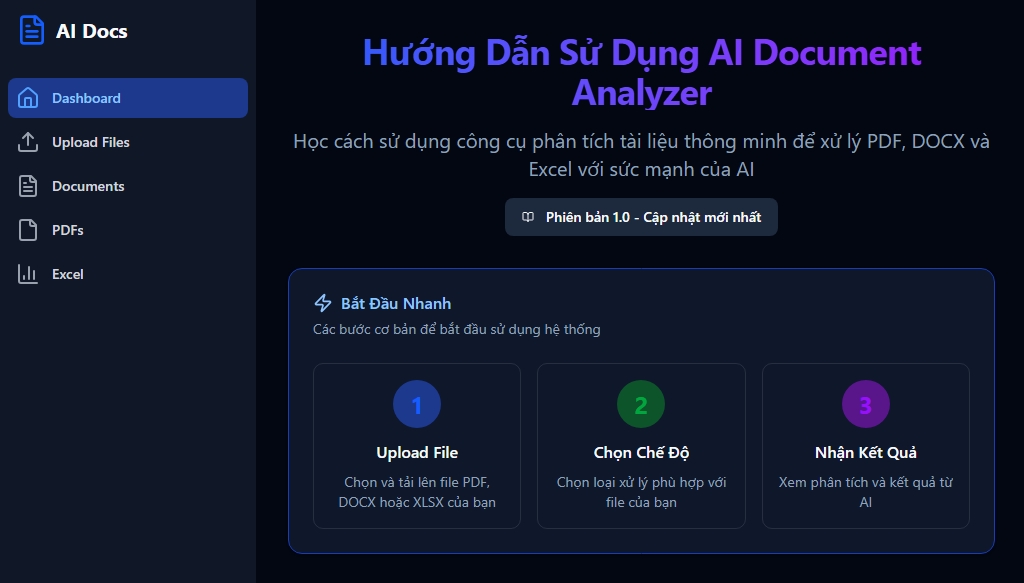 AI Docs
Dashboard
Upload Files
Documents
PDFs
Excel
Hướng Dẫn Sử Dụng AI Document
Analyzer
Học cách sử dụng công cụ phân tích tài liệu thông minh để xử lý PDF, DOCX và
Excel với sức mạnh của AI
Phiên bản 1.0 - Cập nhật mới nhất
Bắt Đầu Nhanh
Các bước cơ bản để bắt đầu sử dụng hệ thống
1
Upload File
Chọn và tải lên file PDF,
DOCX hoặc XLSX của bạn
2
Chọn Chế Độ
Chọn loại xử lý phù hợp với
file của bạn
3
Nhận Kết Quả
Xem phân tích và kết quả từ
AI